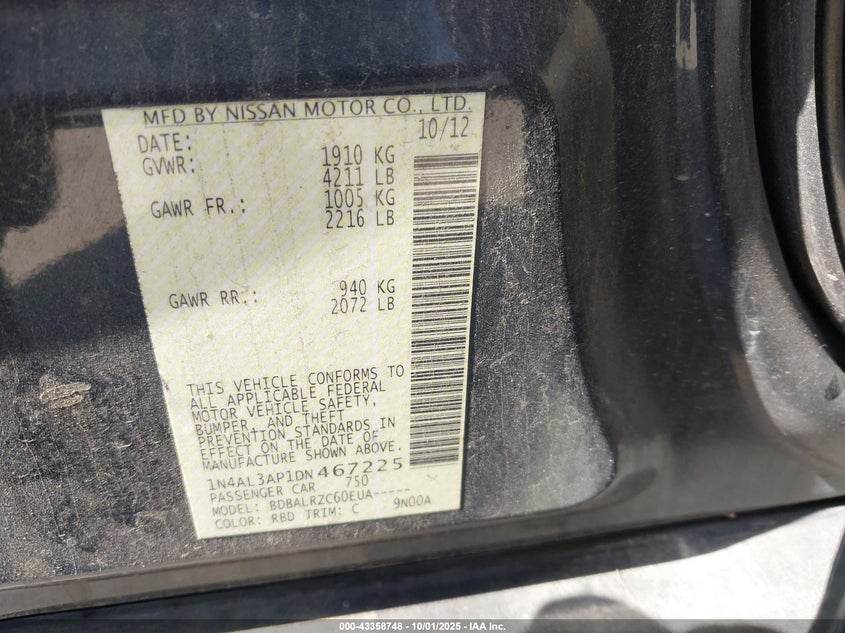 MFD BY NISSAN MOTOR CO., LTD.
DATE: 10/12
GVWR: 1910 KG
4211 LB
GAWR FR.: 1005 KG
2216 LB
GAWR RR.: 940 KG
2072 LB
THIS VEHICLE CONFORMS TO
ALL APPLICABLE FEDERAL
MOTOR VEHICLE SAFETY,
BUMPER, AND THEFT
PREVENTION STANDARDS IN
EFFECT ON THE DATE OF
MANUFACTURE SHOWN ABOVE.
1N4AL3AP1DN467225
PASSENGER CAR 750
MODEL: BDBALRZC60EUA-----
COLOR: RBD TRIM: C 9N00A
000-43358748 - 10/01/2025 - IAA Inc.